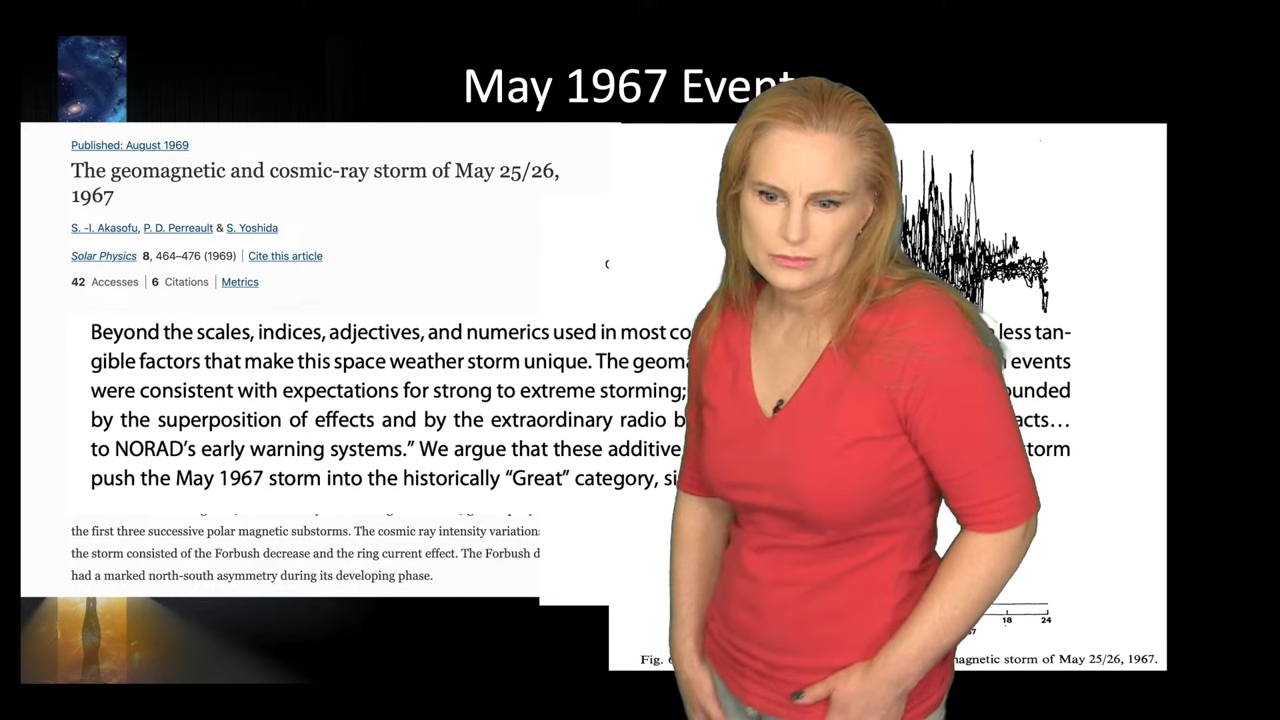 May 1967 Event
Published: August 1969
The geomagnetic and cosmic-ray storm of May 25/26,
1967
S. -I. Akasofu, P. D. Perreault & S. Yoshida
Solar Physics 8, 464–476 (1969) | Cite this article
42 Accesses | 6 Citations | Metrics
Beyond the scales, indices, adjectives, and numerics used in most less tan-
gible factors that make this space weather storm unique. The events
were consistent with expectations for strong to extreme storming;
by the superposition of effects and by the extraordinary radio
to NORAD's early warning systems.” We argue that these additive storm
push the May 1967 storm into the historically “Great” category,
the first three successive polar magnetic substorms. The cosmic ray intensity variation
the storm consisted of the Forbush decrease and the ring current effect. The Forbush
had a marked north-south asymmetry during its developing phase.
18 24
Fig. magnetic storm of May 25/26, 1967.